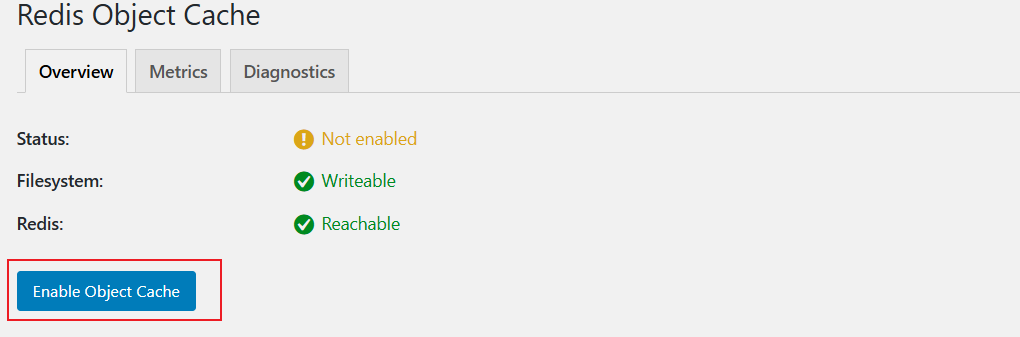 Redis Object Cache
Overview Metrics Diagnostics
Status: Not enabled
Filesystem: Writeable
Redis: Reachable
Enable Object Cache